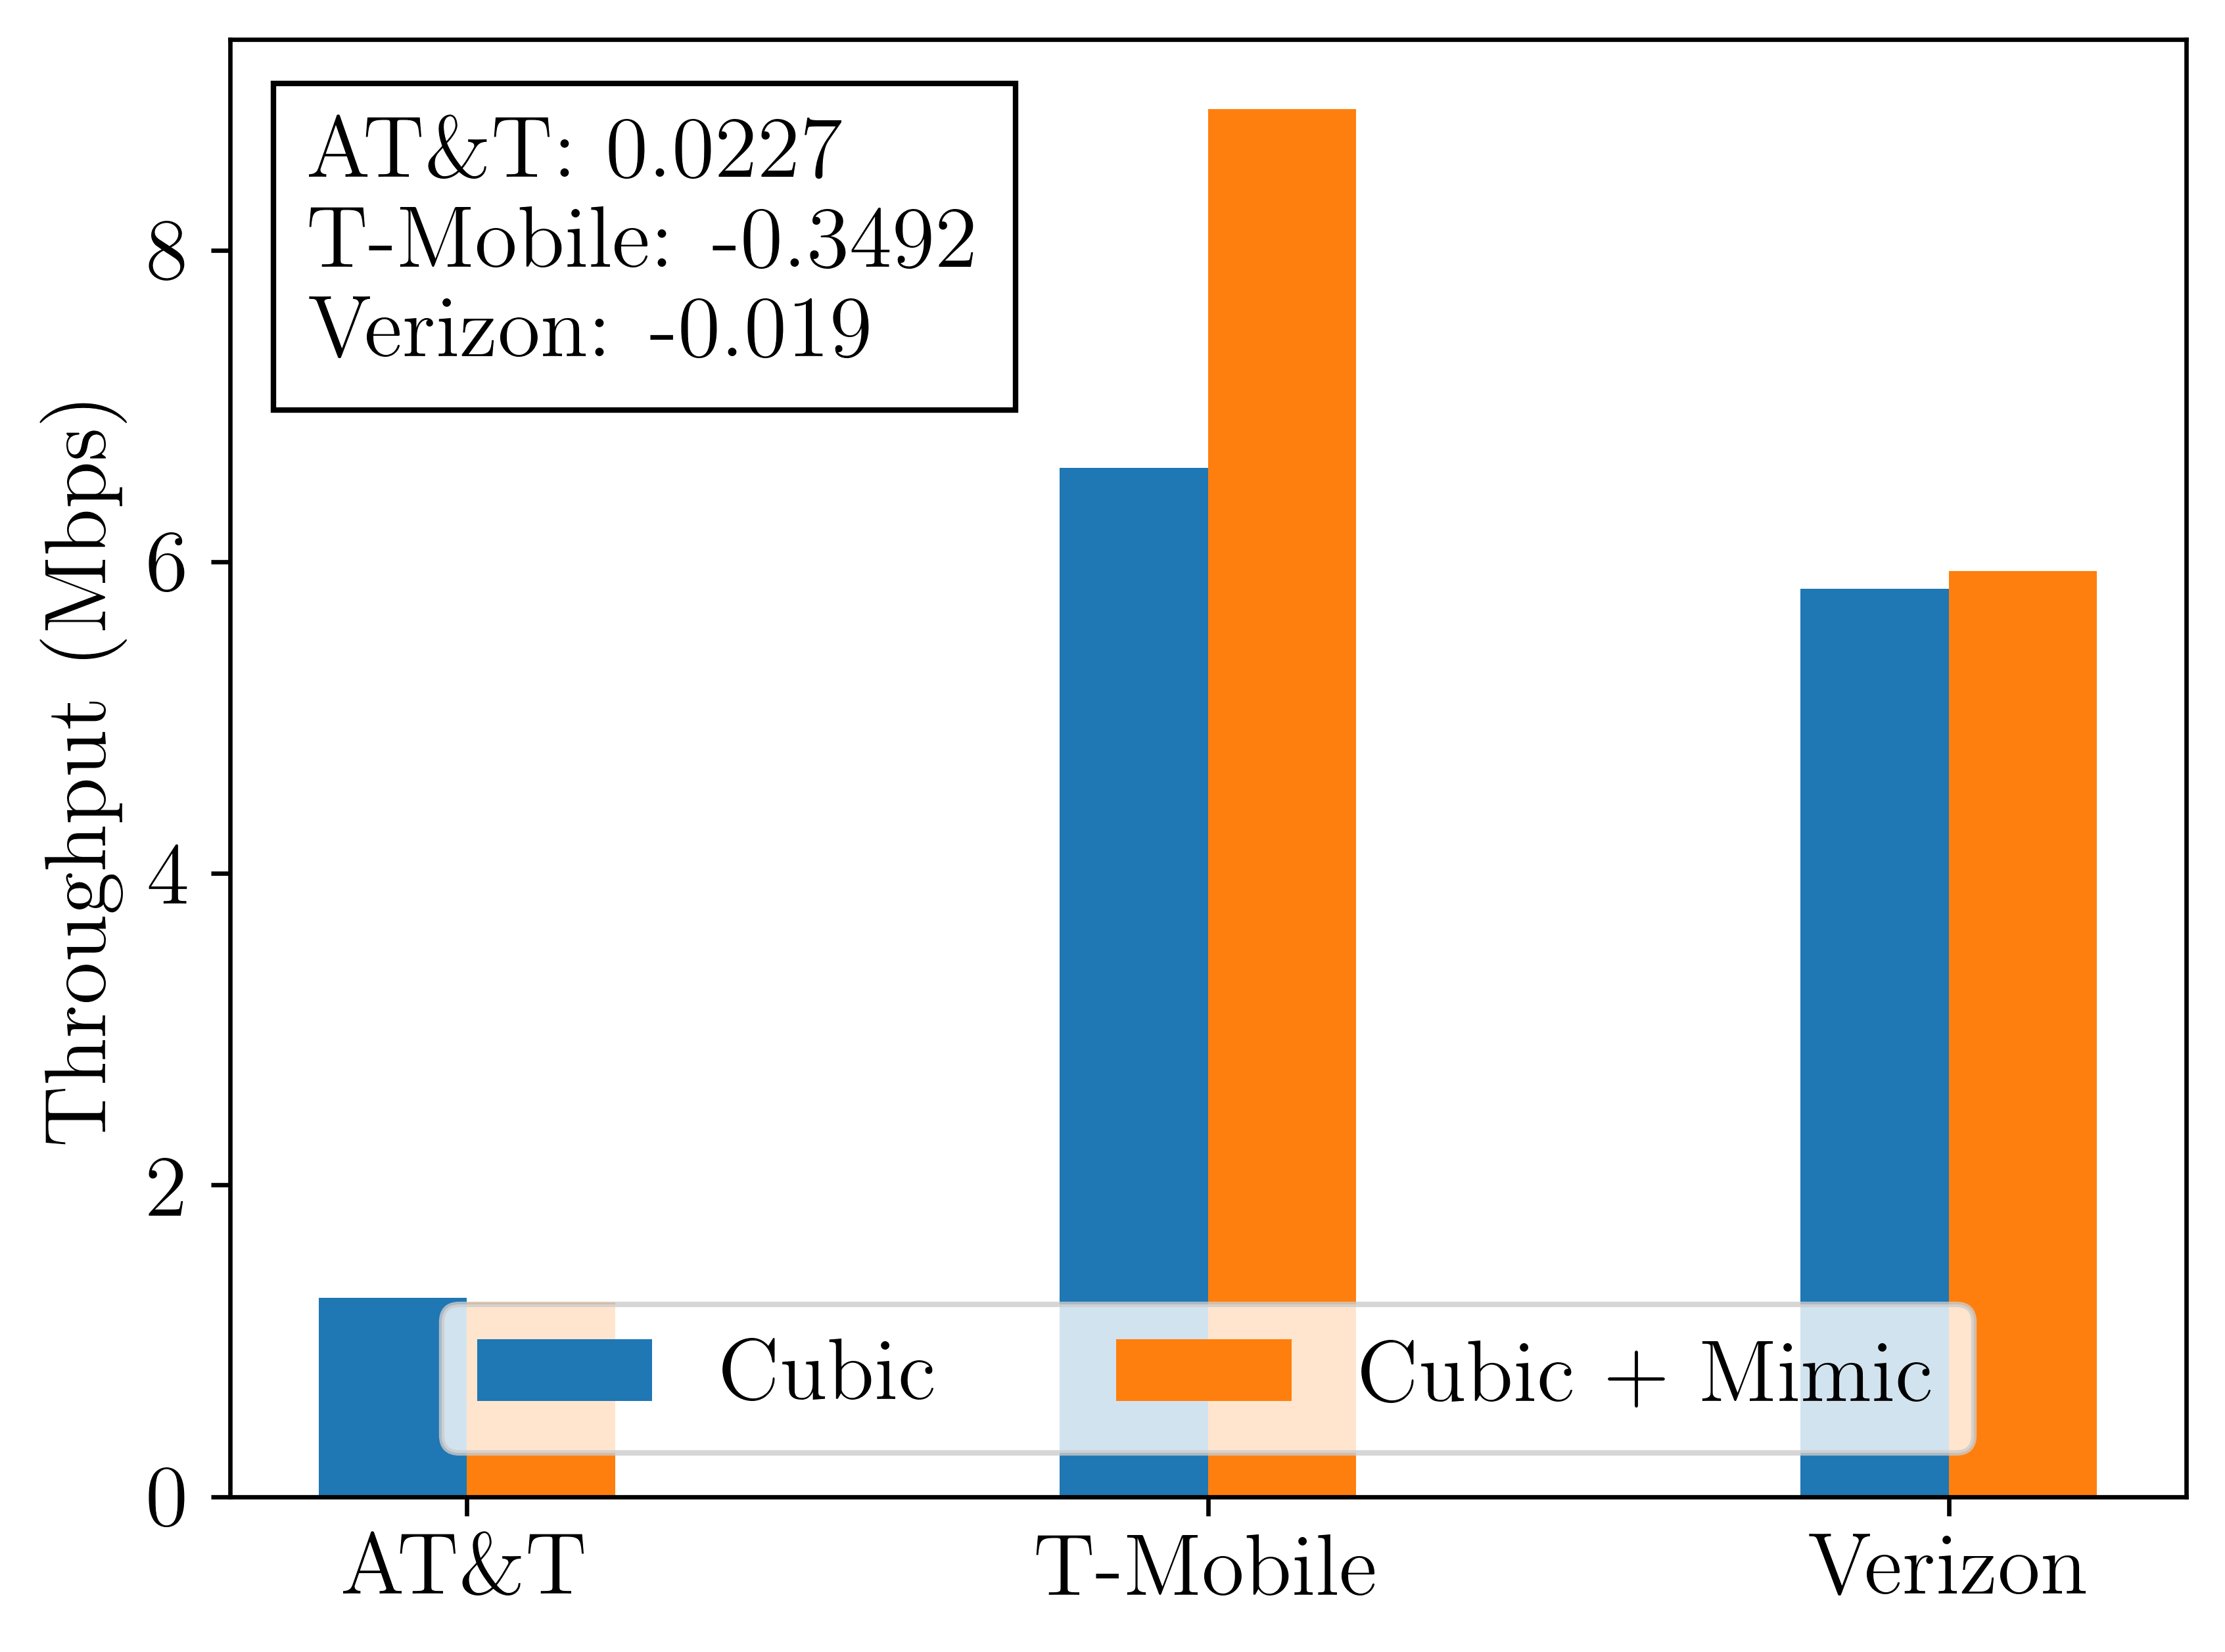 AT&T: 0.0227
T-Mobile: -0.3492
Verizon: -0.019
Throughput (Mbps)
8
6
4
2
0
Cubic
Cubic + Mimic
AT&T
T-Mobile
Verizon